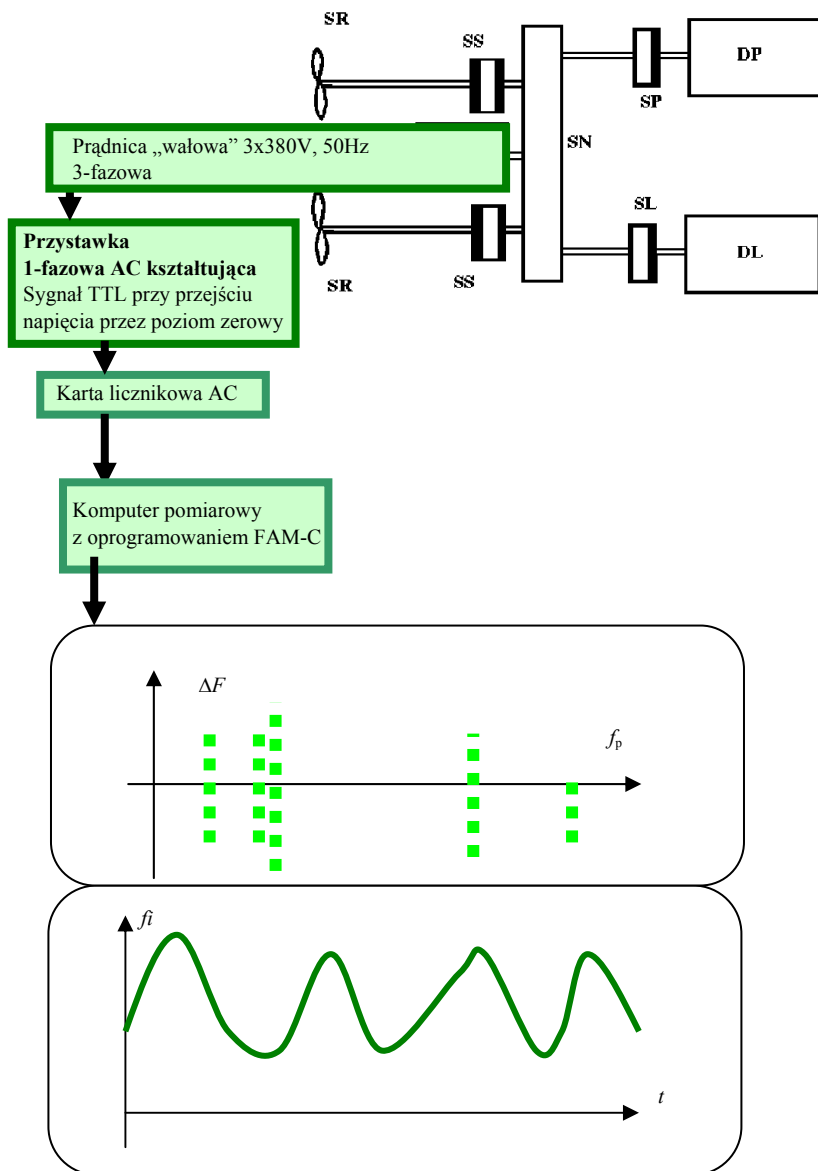 SR
SS
DP
SP
SN
Prądnica „wałowa” 3x380V, 50Hz
3-fazowa
SL
DL
SR
SS
Przystawka
1-fazowa AC kształtująca
Sygnał TTL przy przejściu
napięcia przez poziom zerowy
Karta licznikowa AC
Komputer pomiarowy
z oprogramowaniem FAM-C
ΔF
fp
fi
t